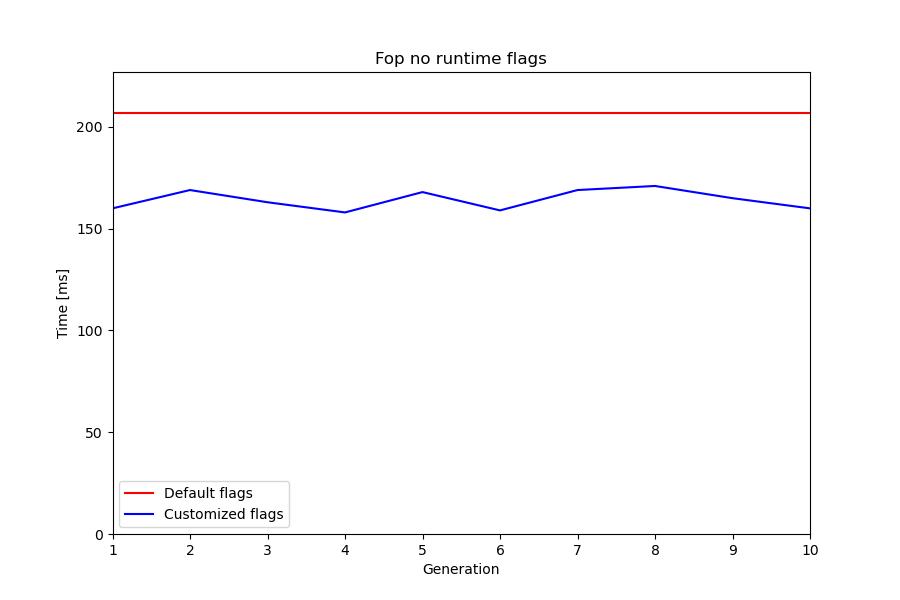 Fop no runtime flags
200
150
100
50
0
Time [ms]
Default flags
Customized flags
1 2 3 4 5 6 7 8 9 10
Generation